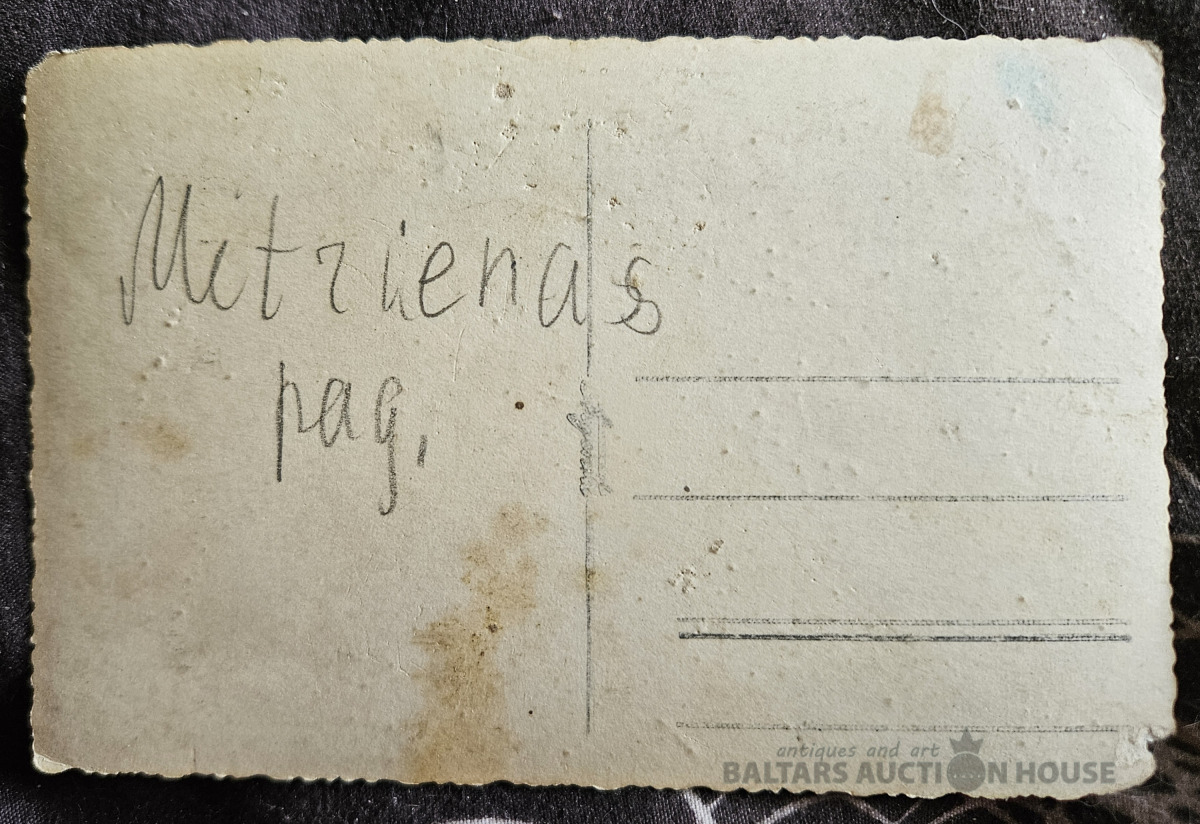 Metrienas
pag.
antiques and art
BALTARS AUCTION HOUSE